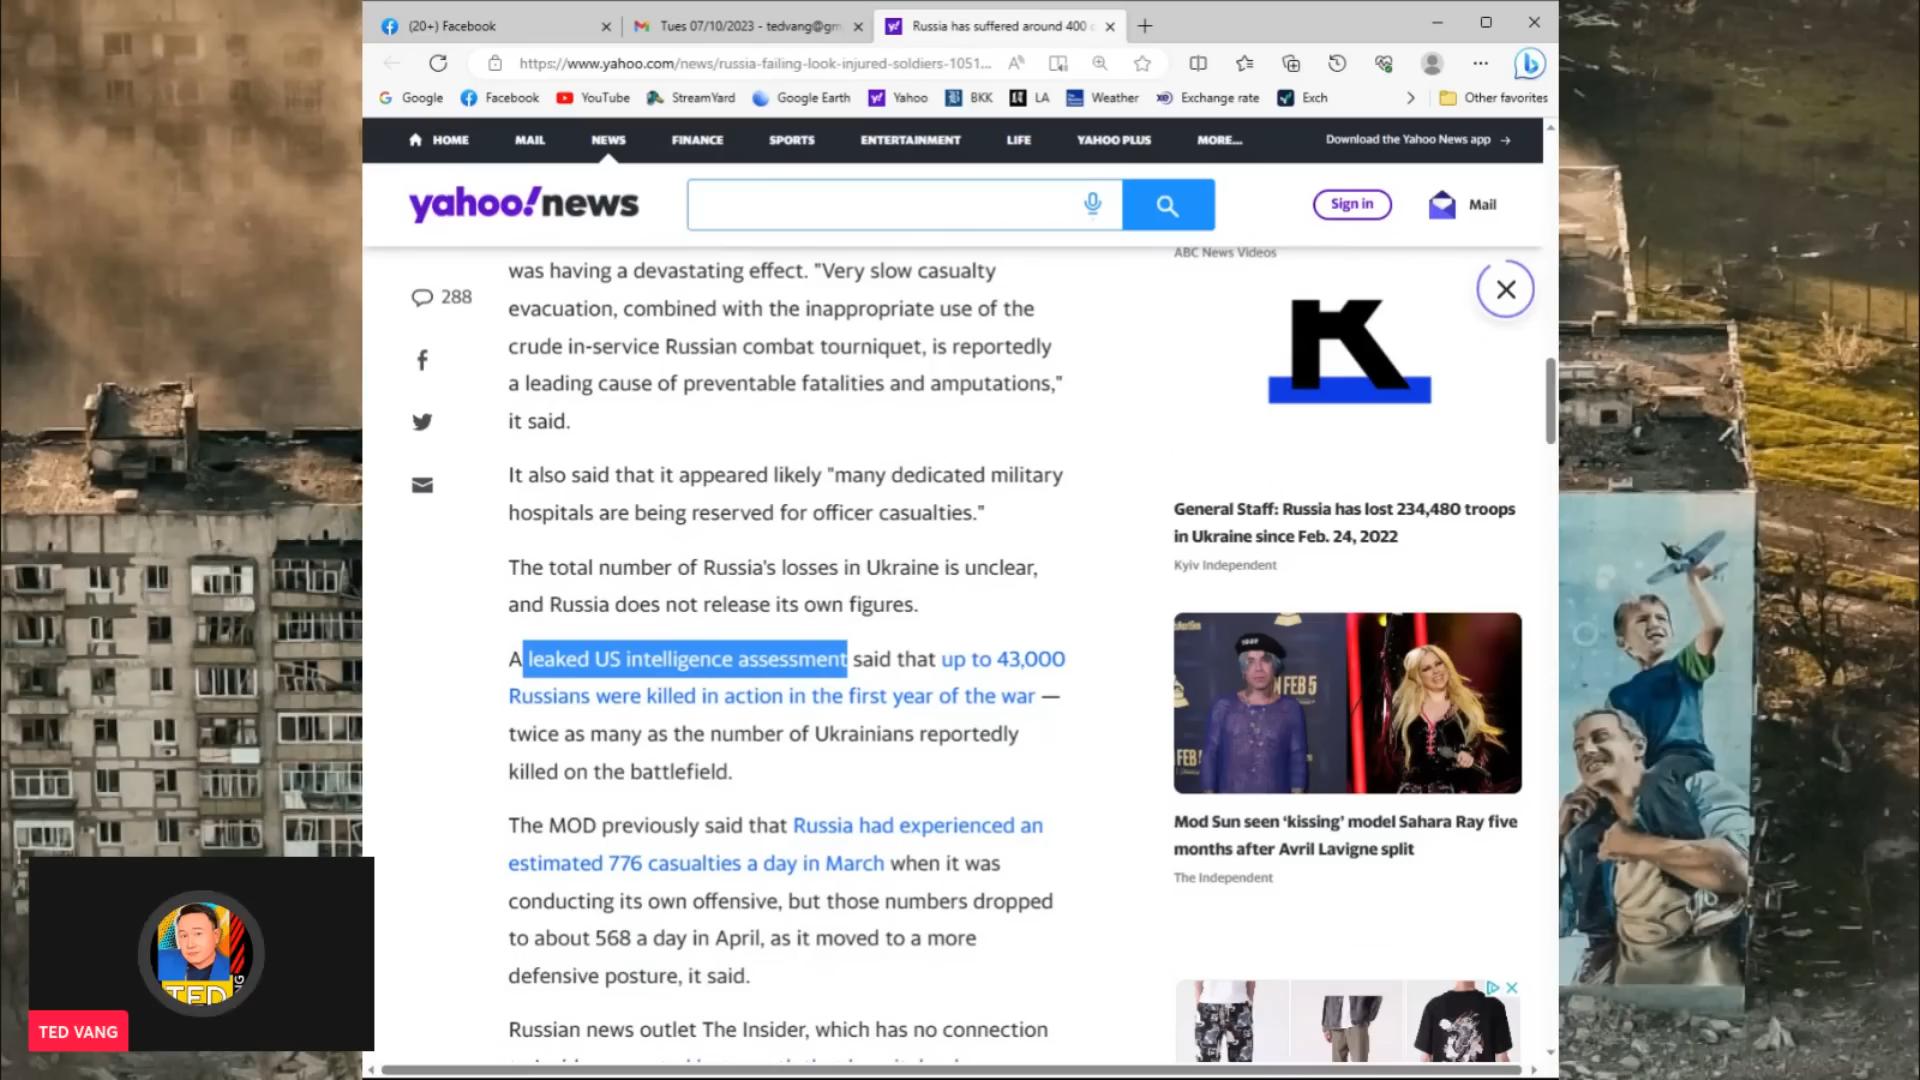 (20+) Facebook
Tues 07/10/2023 - tedvang@gm
Russia has suffered around 400
https://www.yahoo.com/news/russia-failing-look-injured-soldiers-1051...
Google
Facebook
YouTube
StreamYard
Google Earth
Yahoo
BKK
LA
Weather
Exchange rate
Exch
Other favorites
HOME
MAIL
NEWS
FINANCE
SPORTS
ENTERTAINMENT
LIFE
YAHOO PLUS
MORE...
Download the Yahoo News app →
yahoo!news
Sign in
Mail
288
was having a devastating effect. "Very slow casualty
evacuation, combined with the inappropriate use of the
crude in-service Russian combat tourniquet, is reportedly
a leading cause of preventable fatalities and amputations,"
it said.
It also said that it appeared likely "many dedicated military
hospitals are being reserved for officer casualties."
The total number of Russia's losses in Ukraine is unclear,
and Russia does not release its own figures.
A leaked US intelligence assessment said that up to 43,000
Russians were killed in action in the first year of the war —
twice as many as the number of Ukrainians reportedly
killed on the battlefield.
The MOD previously said that Russia had experienced an
estimated 776 casualties a day in March when it was
conducting its own offensive, but those numbers dropped
to about 568 a day in April, as it moved to a more
defensive posture, it said.
Russian news outlet The Insider, which has no connection
ABC News Videos
K
General Staff: Russia has lost 234,480 troops
in Ukraine since Feb. 24, 2022
Kyiv Independent
N FEB 5
FEB
Mod Sun seen ‘kissing’ model Sahara Ray five
months after Avril Lavigne split
The Independent
TED
TED VANG